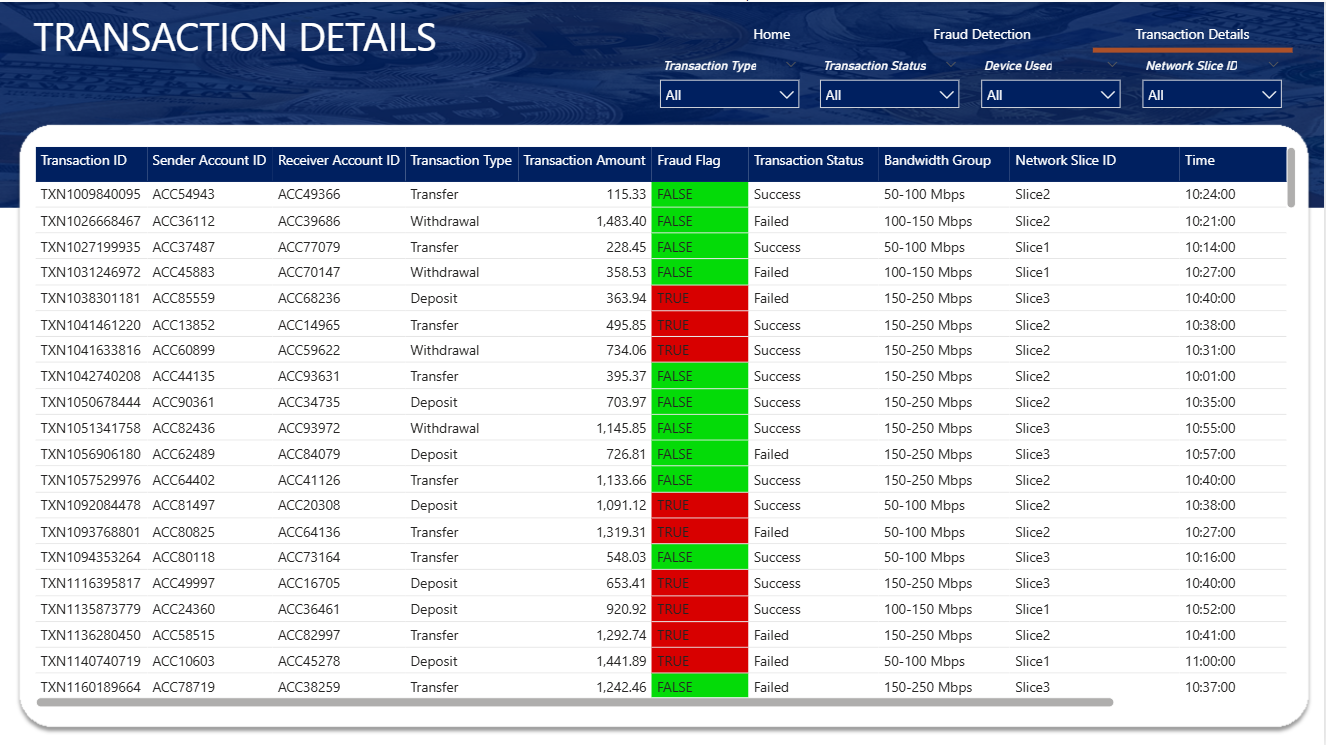 TRANSACTION DETAILS
Home Fraud Detection Transaction Details
Transaction Type Transaction Status Device Used Network Slice ID
All All All All
Transaction ID Sender Account ID Receiver Account ID Transaction Type Transaction Amount Fraud Flag Transaction Status Bandwidth Group Network Slice ID Time
TXN1009840095 ACC54943 ACC49366 Transfer 115.33 FALSE Success 50-100 Mbps Slice2 10:24:00
TXN1026668467 ACC36112 ACC39686 Withdrawal 1,483.40 FALSE Failed 100-150 Mbps Slice2 10:21:00
TXN1027199935 ACC37487 ACC77079 Transfer 228.45 FALSE Success 50-100 Mbps Slice1 10:14:00
TXN1031246972 ACC45883 ACC70147 Withdrawal 358.53 FALSE Failed 100-150 Mbps Slice1 10:27:00
TXN1038301181 ACC85559 ACC68236 Deposit 363.94 TRUE Failed 150-250 Mbps Slice3 10:40:00
TXN1041461220 ACC13852 ACC14965 Transfer 495.85 TRUE Success 150-250 Mbps Slice2 10:38:00
TXN1041633816 ACC60899 ACC59622 Withdrawal 734.06 TRUE Success 150-250 Mbps Slice2 10:31:00
TXN1042740208 ACC44135 ACC93631 Transfer 395.37 FALSE Success 150-250 Mbps Slice2 10:01:00
TXN1050678444 ACC90361 ACC34735 Deposit 703.97 FALSE Success 150-250 Mbps Slice2 10:35:00
TXN1051341758 ACC82436 ACC93972 Withdrawal 1,145.85 FALSE Success 150-250 Mbps Slice3 10:55:00
TXN1056906180 ACC62489 ACC84079 Deposit 726.81 FALSE Failed 150-250 Mbps Slice3 10:57:00
TXN1057529976 ACC64402 ACC41126 Transfer 1,133.66 FALSE Success 150-250 Mbps Slice2 10:40:00
TXN1092084478 ACC81497 ACC20308 Deposit 1,091.12 TRUE Success 50-100 Mbps Slice2 10:38:00
TXN1093768801 ACC80825 ACC64136 Transfer 1,319.31 TRUE Failed 50-100 Mbps Slice2 10:27:00
TXN1094353264 ACC80118 ACC73164 Transfer 548.03 FALSE Success 50-100 Mbps Slice3 10:16:00
TXN1116395817 ACC49997 ACC16705 Deposit 653.41 TRUE Success 150-250 Mbps Slice3 10:40:00
TXN1135873779 ACC24360 ACC36461 Deposit 920.92 TRUE Success 100-150 Mbps Slice1 10:52:00
TXN1136280450 ACC58515 ACC82997 Transfer 1,292.74 TRUE Failed 150-250 Mbps Slice2 10:41:00
TXN1140740719 ACC10603 ACC45278 Deposit 1,441.89 TRUE Failed 50-100 Mbps Slice1 11:00:00
TXN1160189664 ACC78719 ACC38259 Transfer 1,242.46 FALSE Failed 150-250 Mbps Slice3 10:37:00